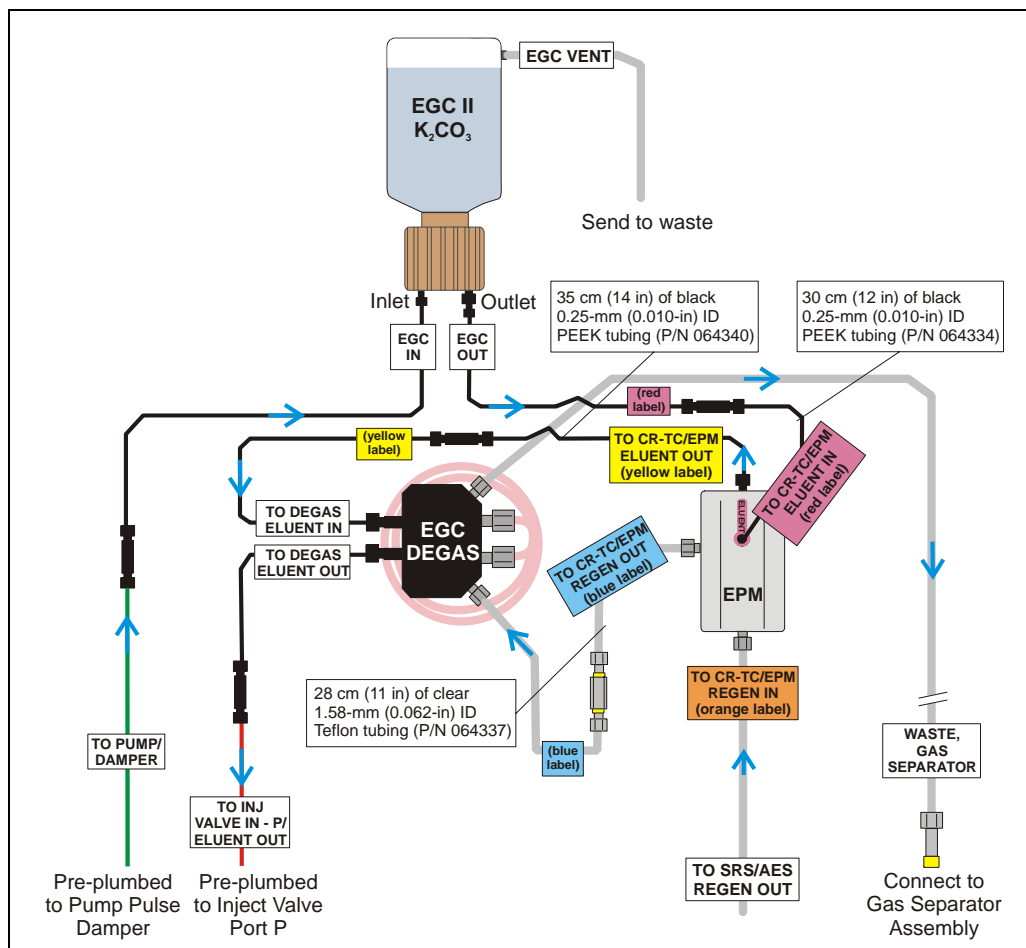 EGC VENT
EGC II
K₂CO₃
Send to waste
Inlet
Outlet
35 cm (14 in) of black
0.25-mm (0.010-in) ID
PEEK tubing (P/N 064340)
30 cm (12 in) of black
0.25-mm (0.010-in) ID
PEEK tubing (P/N 064334)
EGC
IN
EGC
OUT
(red
label)
(yellow
label)
TO CR-TC/EPM
ELUENT OUT
(yellow label)
TO CR-TC/EPM
ELUENT IN
(red label)
ELUENT
TO DEGAS
ELUENT IN
TO DEGAS
ELUENT OUT
EGC
DEGAS
TO CR-TC/EPM
REGEN OUT
(blue label)
EPM
28 cm (11 in) of clear
1.58-mm (0.062-in) ID
Teflon tubing (P/N 064337)
TO CR-TC/EPM
REGEN IN
(orange label)
(blue
label)
TO PUMP/
DAMPER
WASTE,
GAS
SEPARATOR
TO INJ
VALVE IN - P/
ELUENT OUT
TO SRS/AES
REGEN OUT
Pre-plumbed
to Pump Pulse
Damper
Pre-plumbed
to Inject Valve
Port P
Connect to
Gas Separator
Assembly